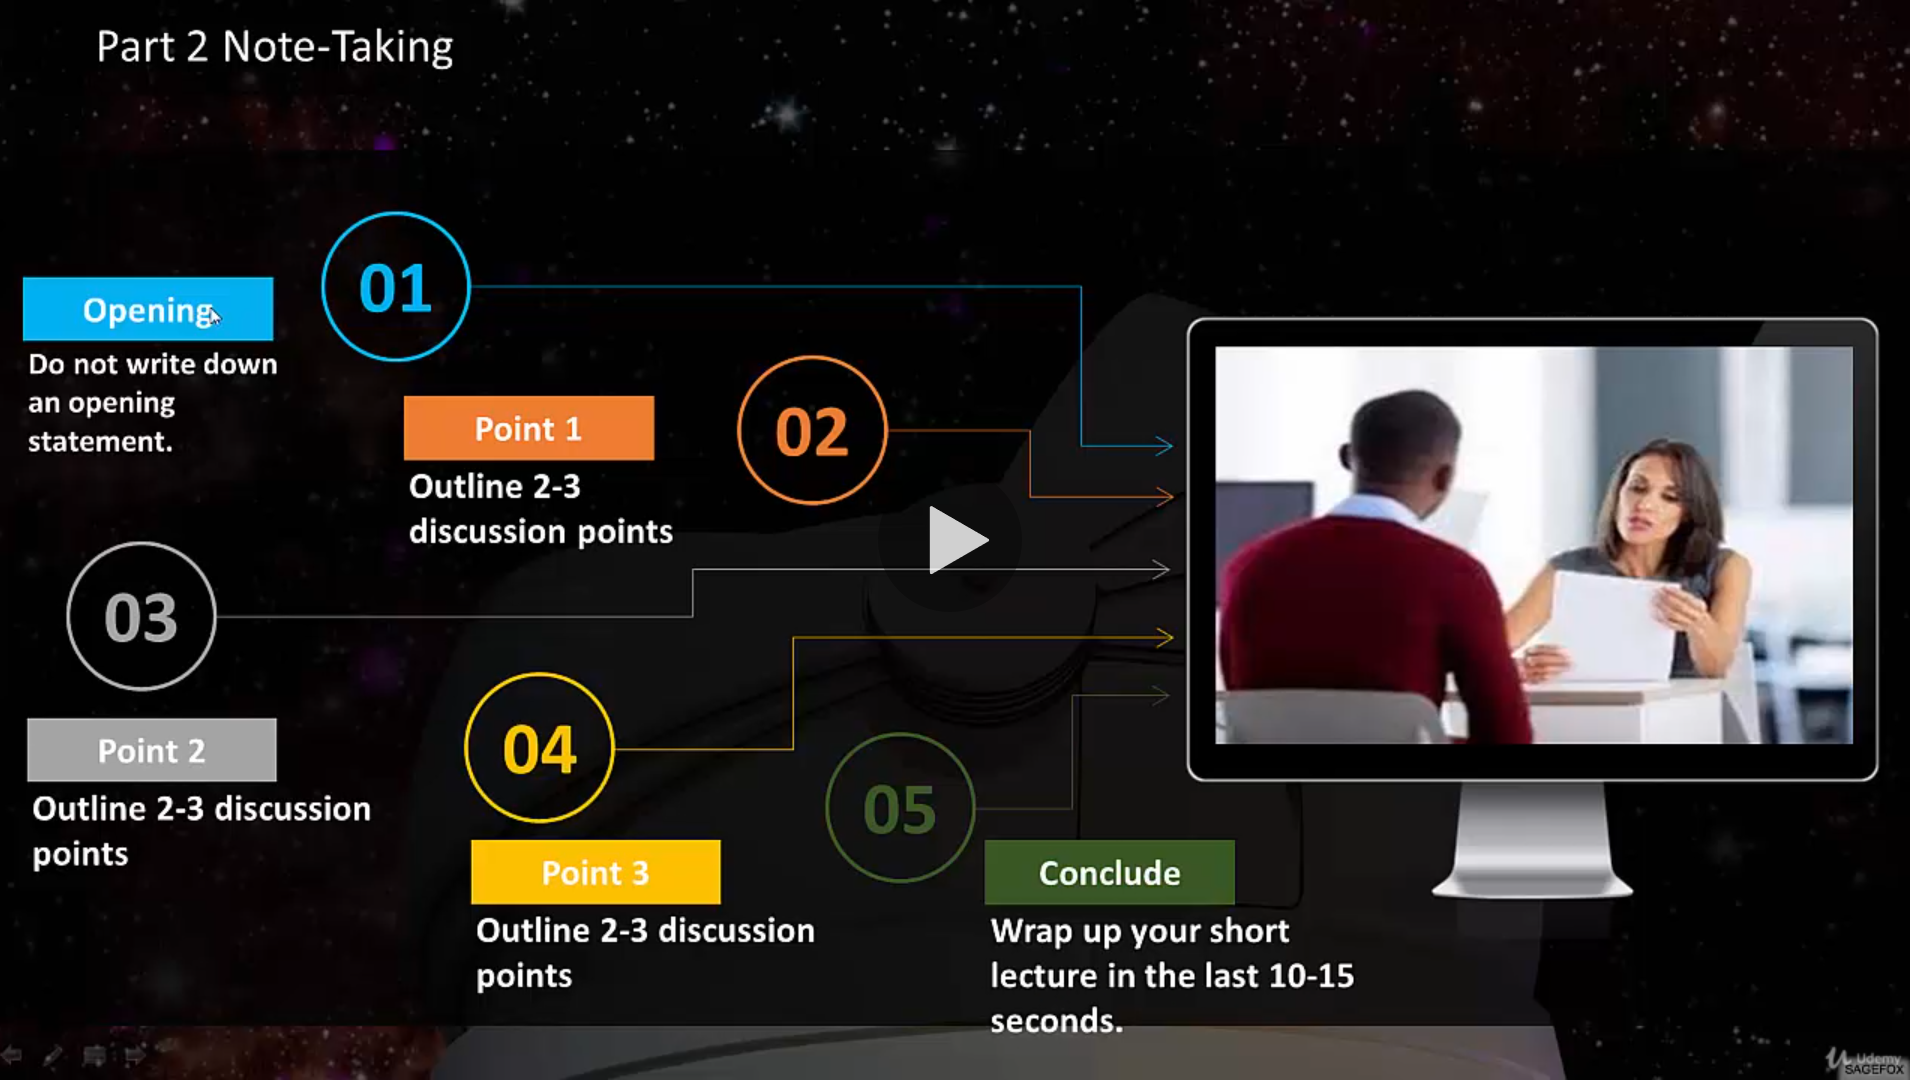 Part 2 Note-Taking
01
Opening
Do not write down
an opening
statement.
02
Point 1
Outline 2-3
discussion points
03
Point 2
Outline 2-3 discussion
points
04
Point 3
Outline 2-3 discussion
points
05
Conclude
Wrap up your short
lecture in the last 10-15
seconds.
Udemy
SAGEFOX